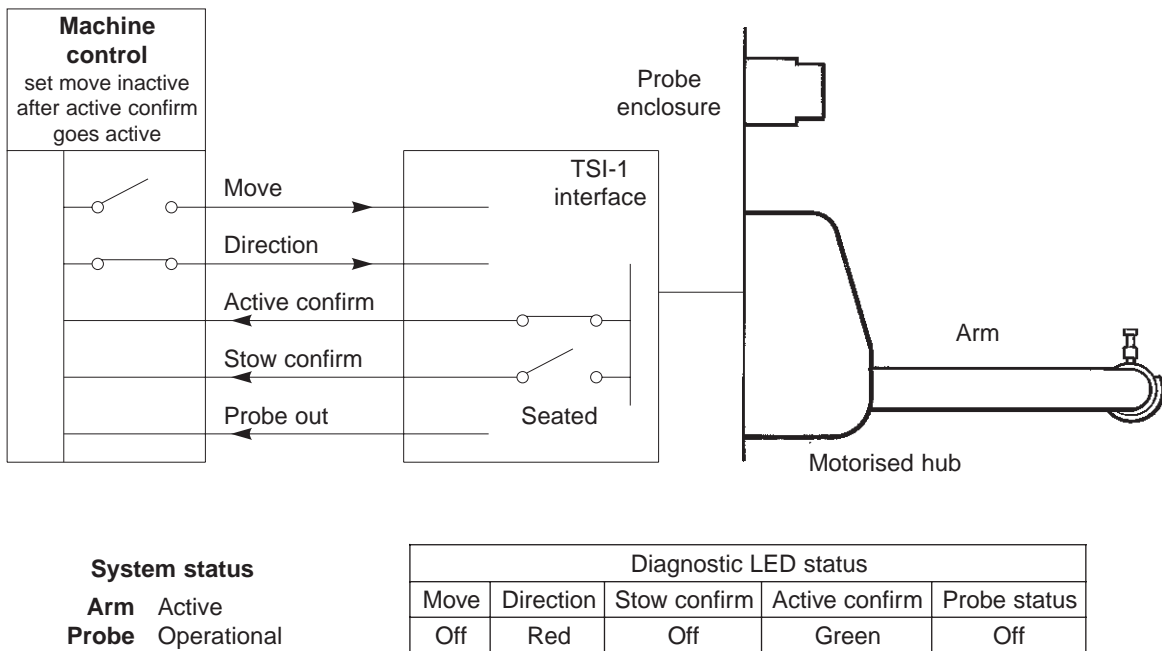 Machine
control
set move inactive
after active confirm
goes active
Move
Direction
Active confirm
Stow confirm
Probe out
TSI-1
interface
Seated
Probe
enclosure
Arm
Motorised hub
System status
Arm Active
Probe Operational
Diagnostic LED status
Move Direction Stow confirm Active confirm Probe status
Off Red Off Green Off